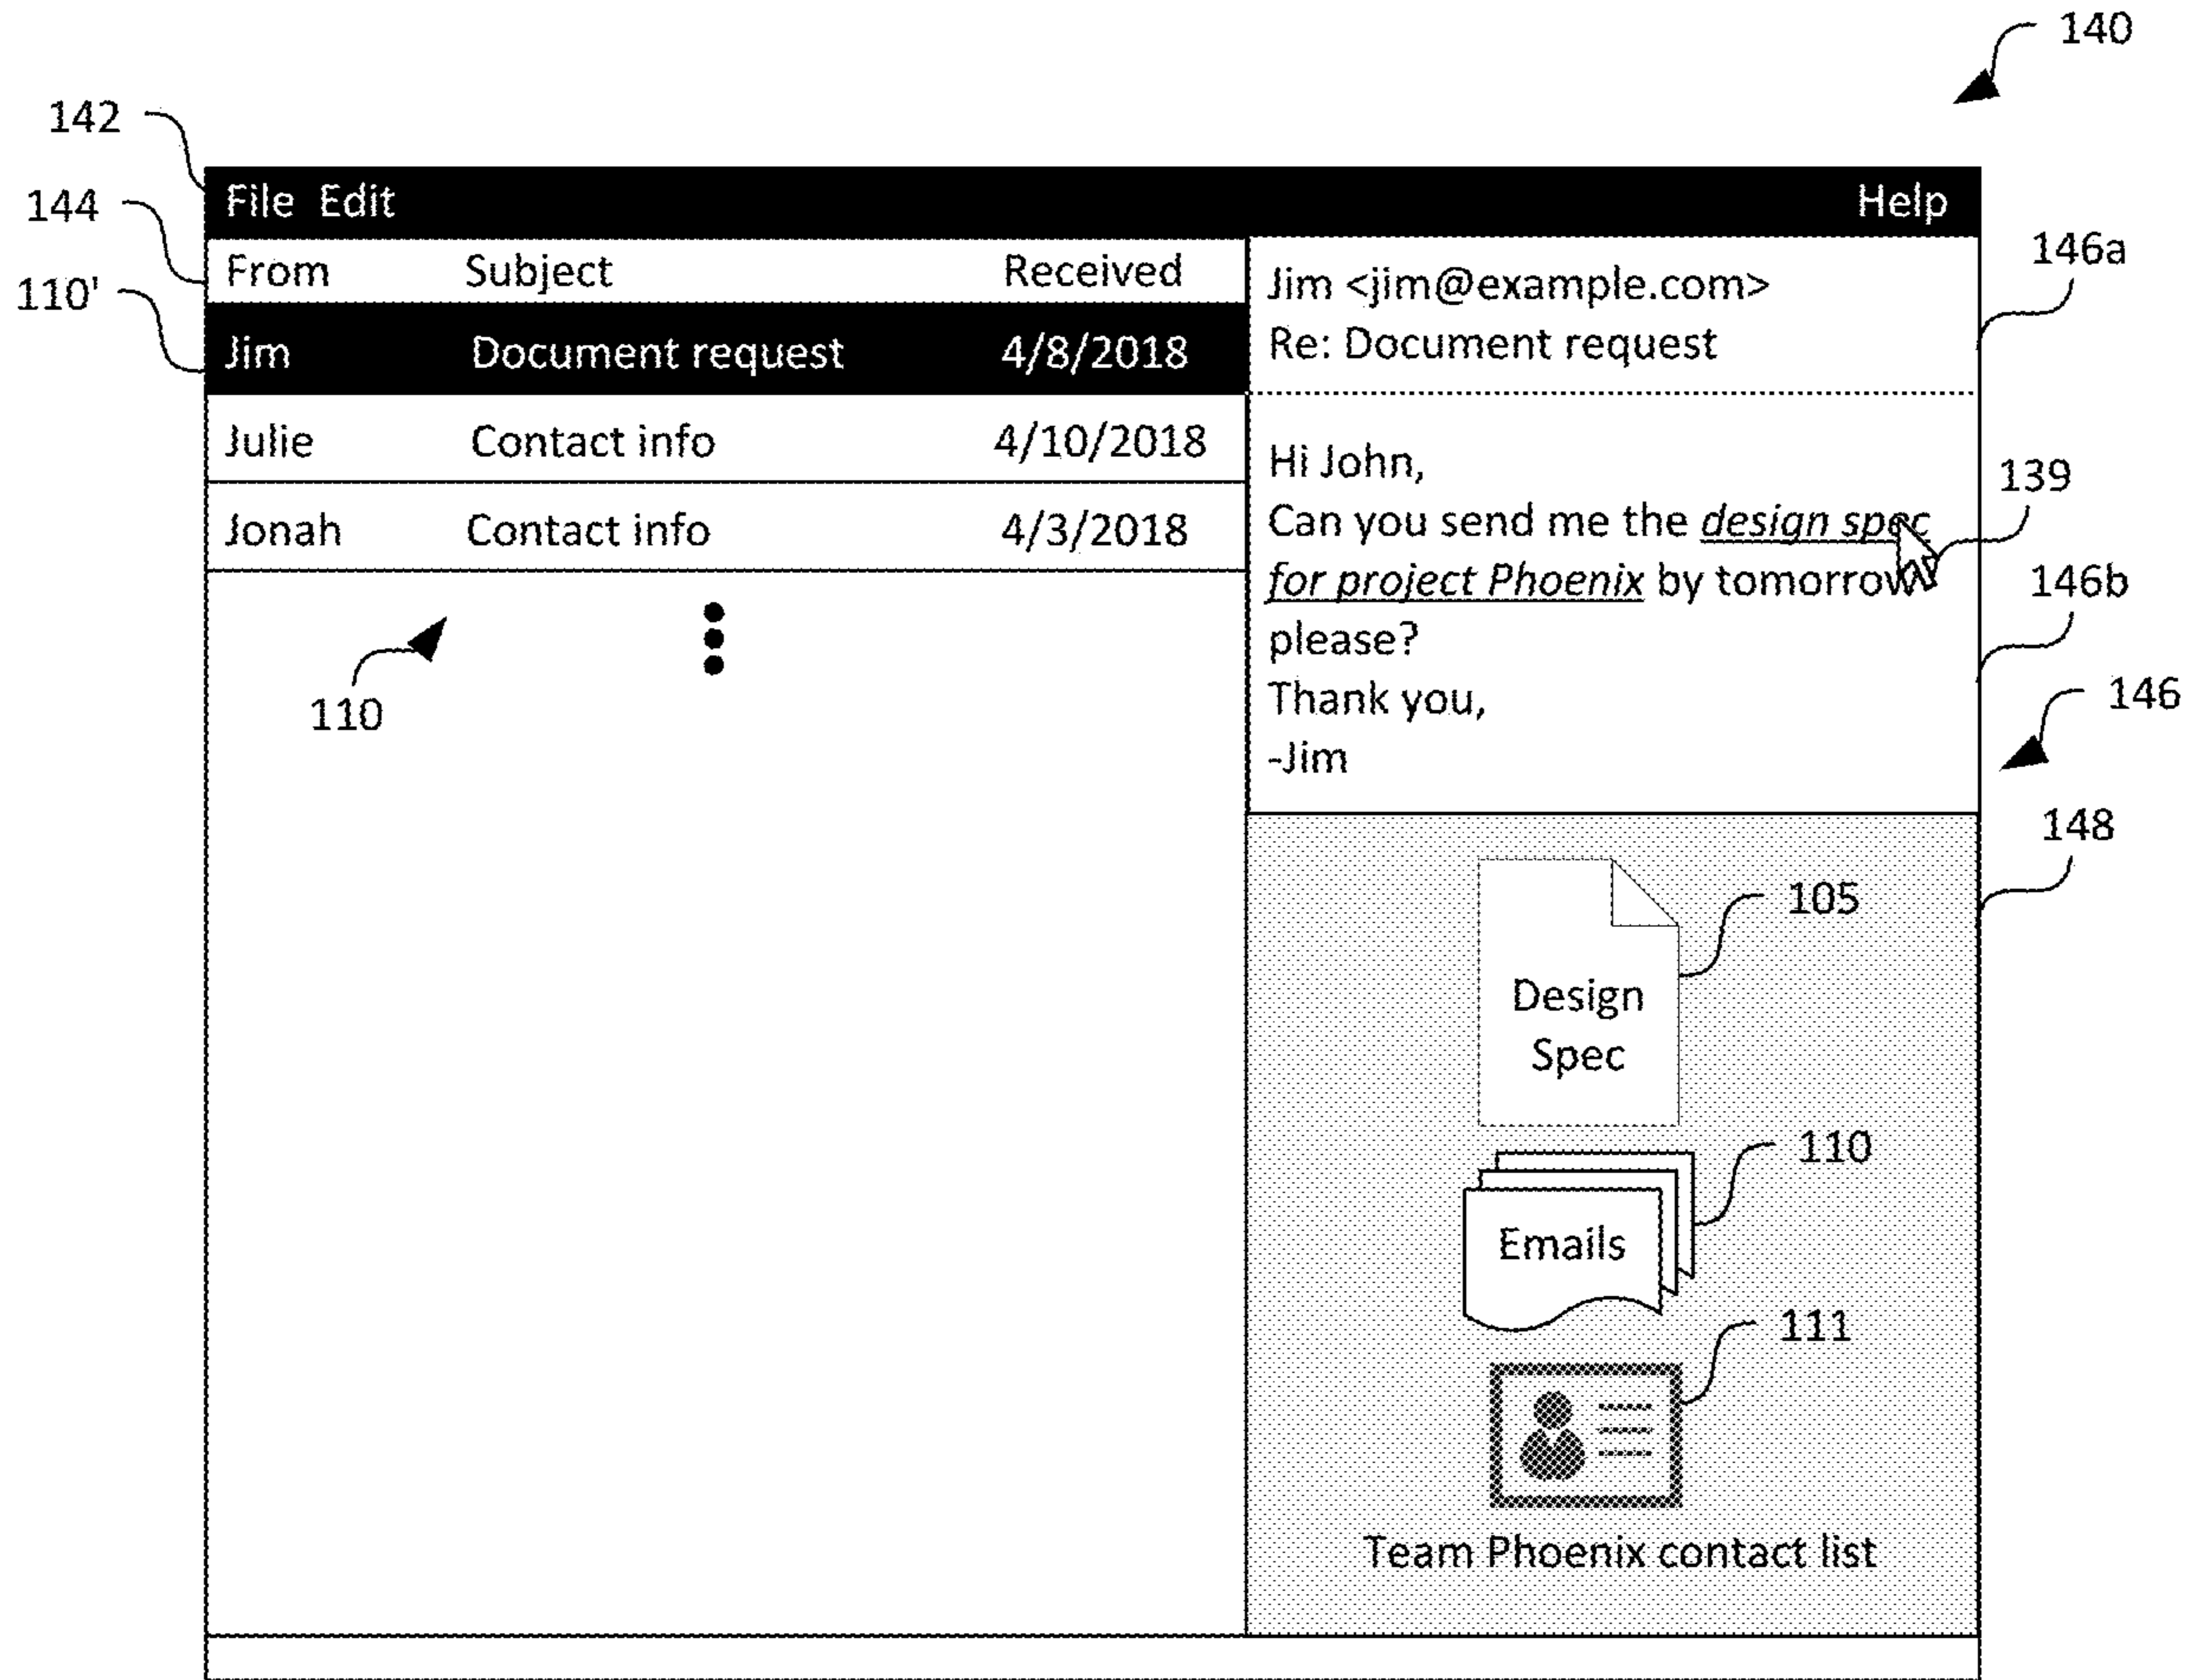 140
142
File Edit Help
144
From Subject Received
146a
110'
Jim <jim@example.com>
Re: Document request
Jim Document request 4/8/2018
Julie Contact info 4/10/2018
Jonah Contact info 4/3/2018
110
Hi John,
139
Can you send me the design spec
for project Phoenix by tomorrow
please?
Thank you,
-Jim
146b
146
148
Design
Spec
105
Emails
110
111
Team Phoenix contact list